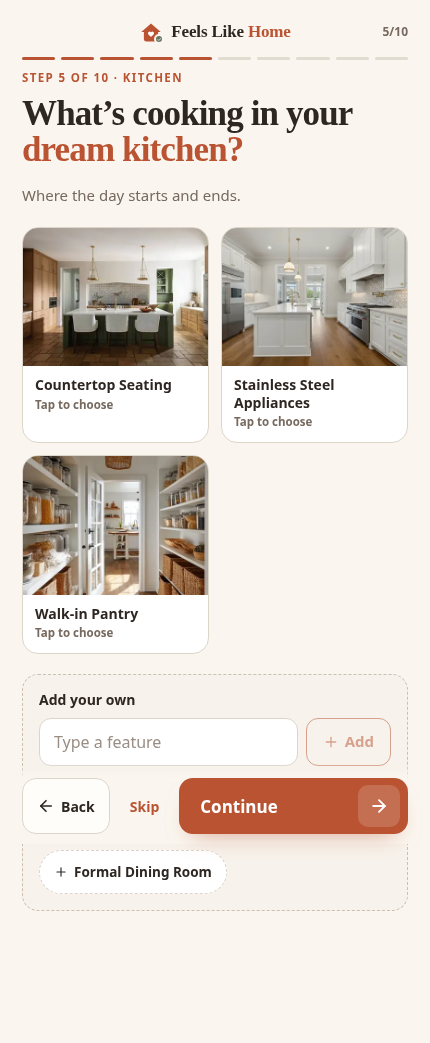 Feels Like Home
5/10
STEP 5 OF 10 · KITCHEN
What’s cooking in your
dream kitchen?
Where the day starts and ends.
Countertop Seating
Tap to choose
Stainless Steel
Appliances
Tap to choose
Walk-in Pantry
Tap to choose
Add your own
Type a feature
+ Add
← Back
Skip
Continue →
+ Formal Dining Room